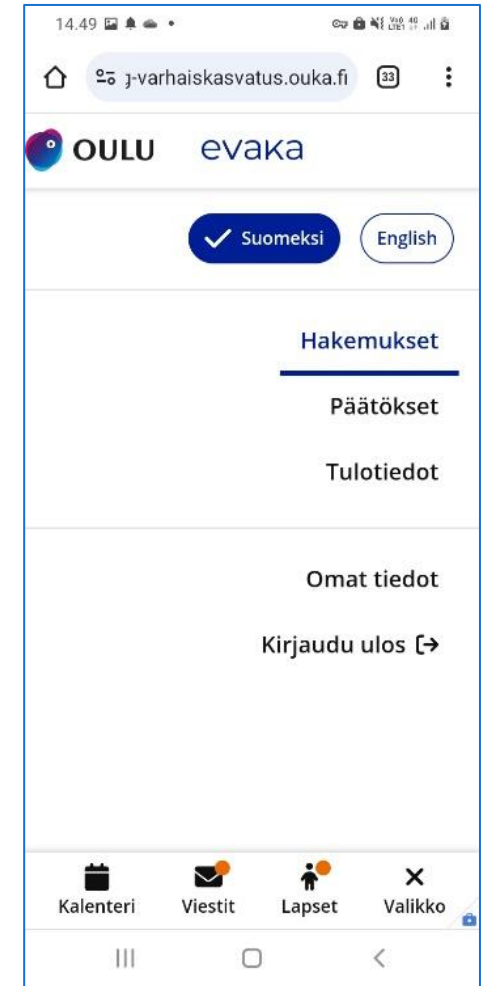 14.49
g-varhaiskasvatus.ouka.fi 33
OULU evaka
Suomeksi English
Hakemukset
Päätökset
Tulotiedot
Omat tiedot
Kirjaudu ulos
Kalenteri Viestit Lapset Valikko